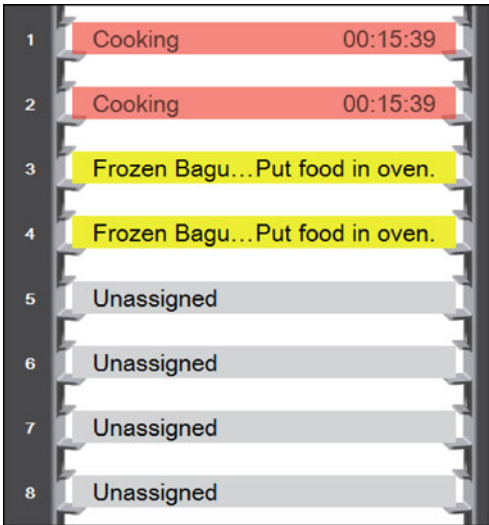 1 Cooking 00:15:39
2 Cooking 00:15:39
3 Frozen Bagu...Put food in oven.
4 Frozen Bagu...Put food in oven.
5 Unassigned
6 Unassigned
7 Unassigned
8 Unassigned